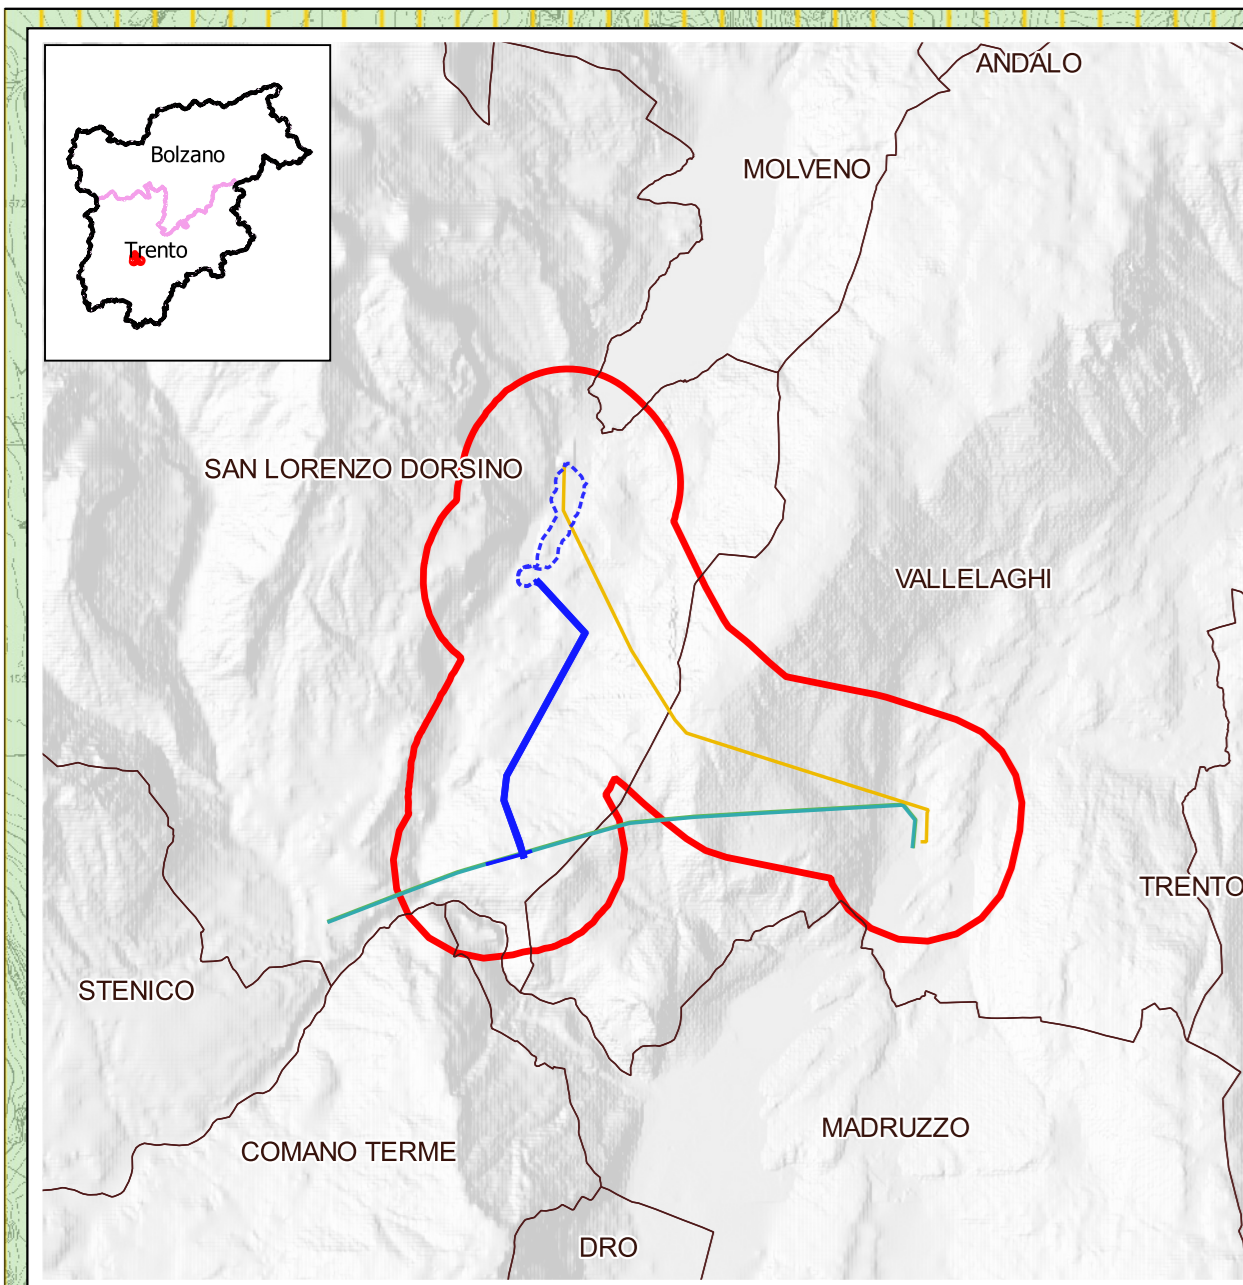 ANDALO
Bolzano
MOLVENO
Trento
SAN LORENZO DORSINO
VALLELAGHI
TRENTO
STENICO
MADRUZZO
COMANO TERME
DRO